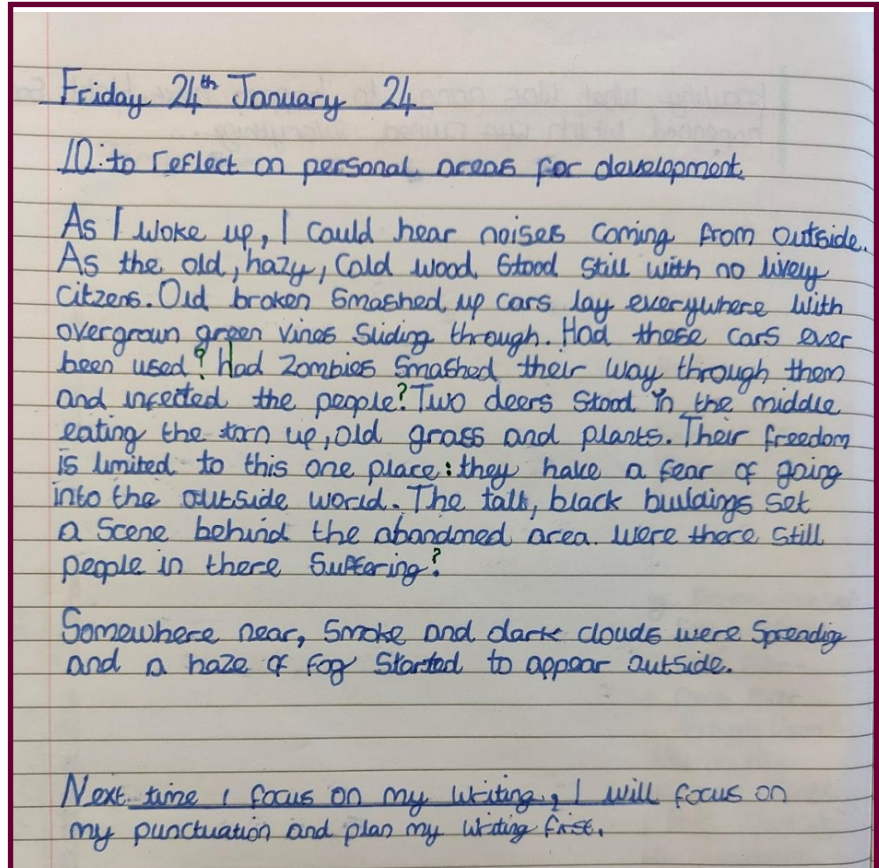 Friday 24th January 24
LO: to reflect on personal areas for development.
As I woke up, I could hear noises coming from outside.
As the old, hazy, cold wood stood still with no lively
citzens. Old broken smashed up cars lay everywhere with
overgrown green vines sliding through. Had these cars ever
been used? Had zombies smashed their way through them
and infected the people? Two deers stood in the middle
eating the torn up, old grass and plants. Their freedom
is limited to this one place: they have a fear of going
into the outside world. The tall, black buildings set
a scene behind the abandoned area. Were there still
people in there suffering?
Somewhere near, smoke and dark clouds were spreading
and a haze of fog started to appear outside.
Next time I focus on my writing, I will focus on
my punctuation and plan my writing first.